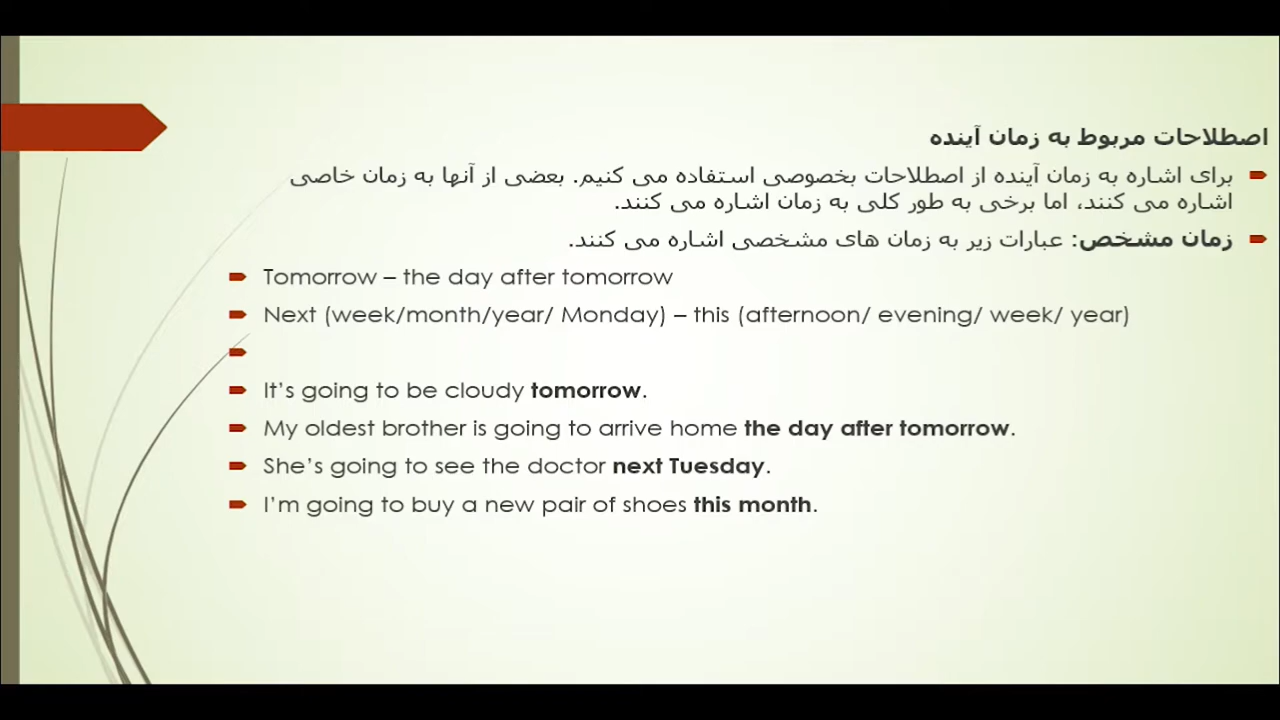 اصطلاحات مربوط به زمان آینده
برای اشاره به زمان آینده از اصطلاحات بخصوصی استفاده می کنیم. بعضی از آنها به زمان خاصی
اشاره می کنند، اما برخی به طور کلی به زمان اشاره می کنند.
زمان مشخص: عبارات زیر به زمان های مشخصی اشاره می کنند.
Tomorrow – the day after tomorrow
Next (week/month/year/ Monday) – this (afternoon/ evening/ week/ year)
It's going to be cloudy tomorrow.
My oldest brother is going to arrive home the day after tomorrow.
She's going to see the doctor next Tuesday.
I'm going to buy a new pair of shoes this month.